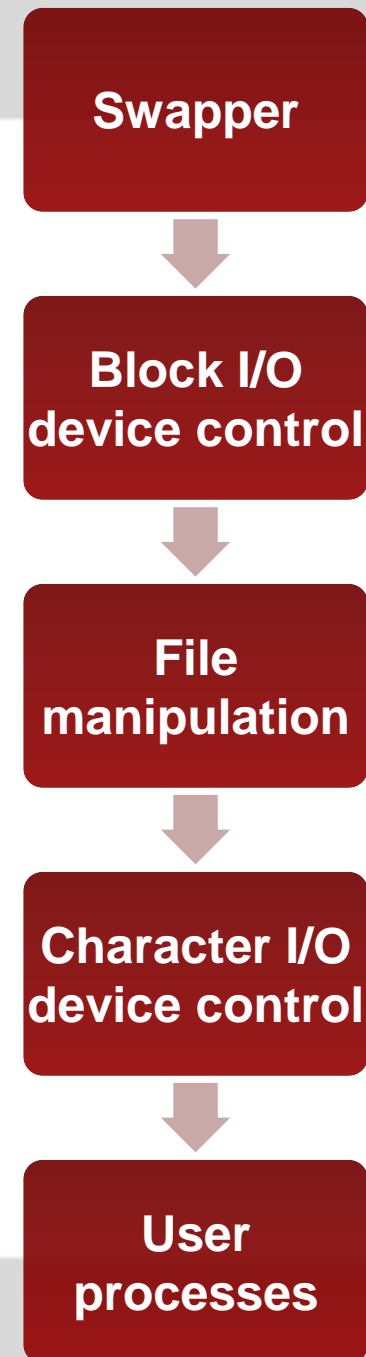 Swapper
Block I/O
device control
File
manipulation
Character I/O
device control
User
processes